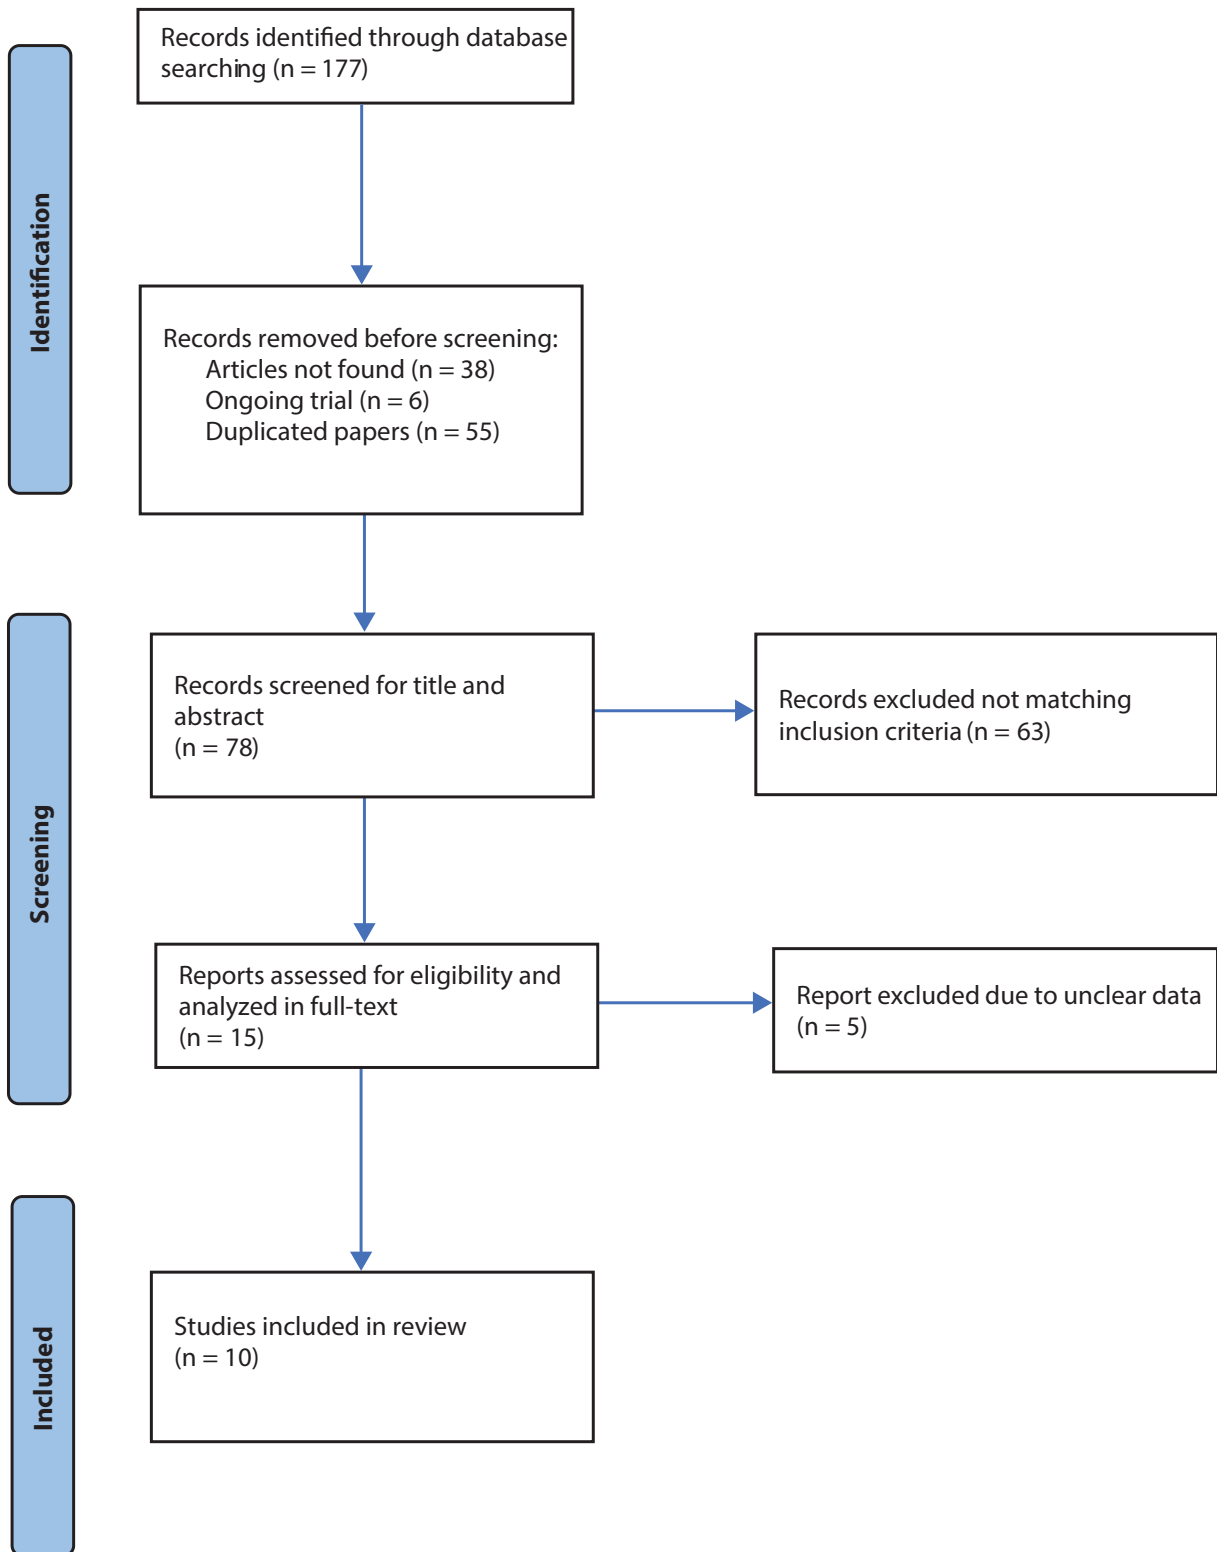 Identification
Records identified through database
searching (n = 177)
Records removed before screening:
Articles not found (n = 38)
Ongoing trial (n = 6)
Duplicated papers (n = 55)
Screening
Records screened for title and
abstract
(n = 78)
Records excluded not matching
inclusion criteria (n = 63)
Reports assessed for eligibility and
analyzed in full-text
(n = 15)
Report excluded due to unclear data
(n = 5)
Included
Studies included in review
(n = 10)